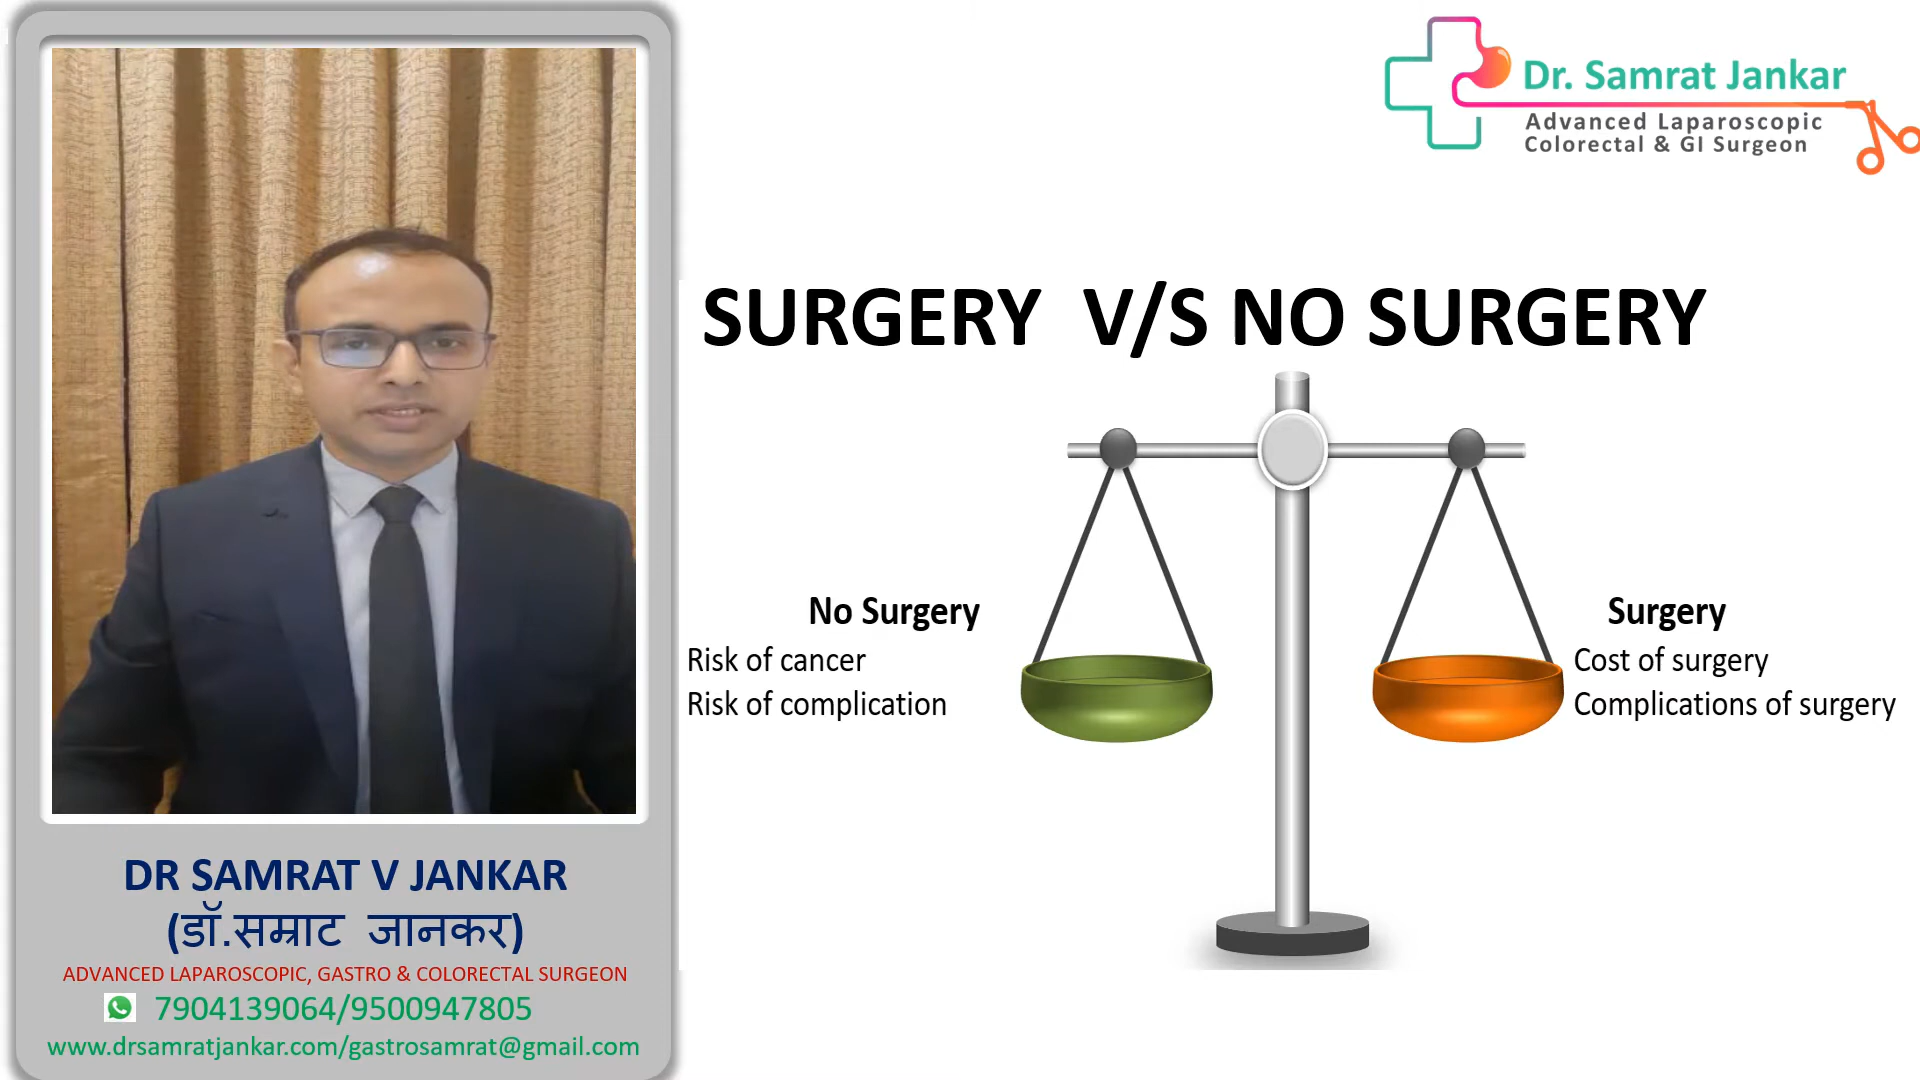 Dr. Samrat Jankar
Advanced Laparoscopic
Colorectal & GI Surgeon
SURGERY V/S NO SURGERY
No Surgery
Risk of cancer
Risk of complication
Surgery
Cost of surgery
Complications of surgery
DR SAMRAT V JANKAR
(डॉ.सम्राट जानकर)
ADVANCED LAPAROSCOPIC, GASTRO & COLORECTAL SURGEON
7904139064/9500947805
www.drsamratjankar.com/gastrosamrat@gmail.com